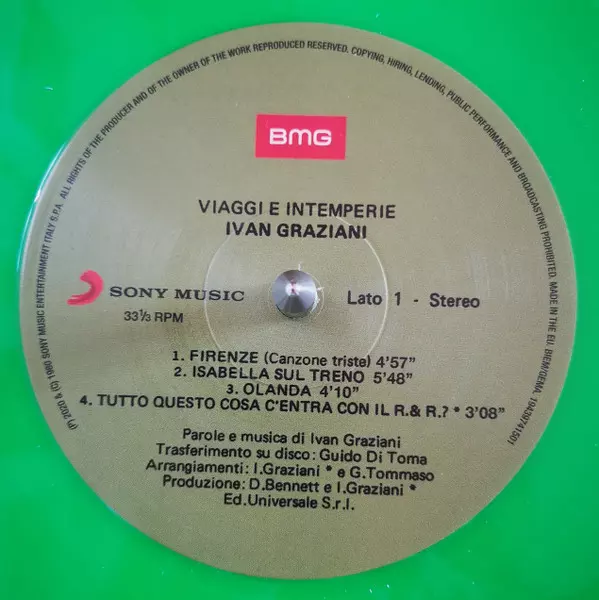 (P) 2020 & (C) 1980 SONY MUSIC ENTERTAINMENT ITALY S.P.A. ALL RIGHTS OF THE PRODUCER AND OF THE OWNER OF THE WORK REPRODUCED RESERVED. COPYING, HIRING, LENDING, PUBLIC PERFORMANCE AND BROADCASTING PROHIBITED. MADE IN THE EU. BIEM/GEMA. 19439741501
BMG
VIAGGI E INTEMPERIE
IVAN GRAZIANI
SONY MUSIC
33⅓ RPM
Lato 1 - Stereo
1. FIRENZE (Canzone triste) 4'57"
2. ISABELLA SUL TRENO 5'48"
3. OLANDA 4'10"
4. TUTTO QUESTO COSA C'ENTRA CON IL R.& R.? * 3'08"
Parole e musica di Ivan Graziani
Trasferimento su disco: Guido Di Toma
Arrangiamenti: I.Graziani * e G.Tommaso
Produzione: D.Bennett e I.Graziani *
Ed.Universale S.r.l.